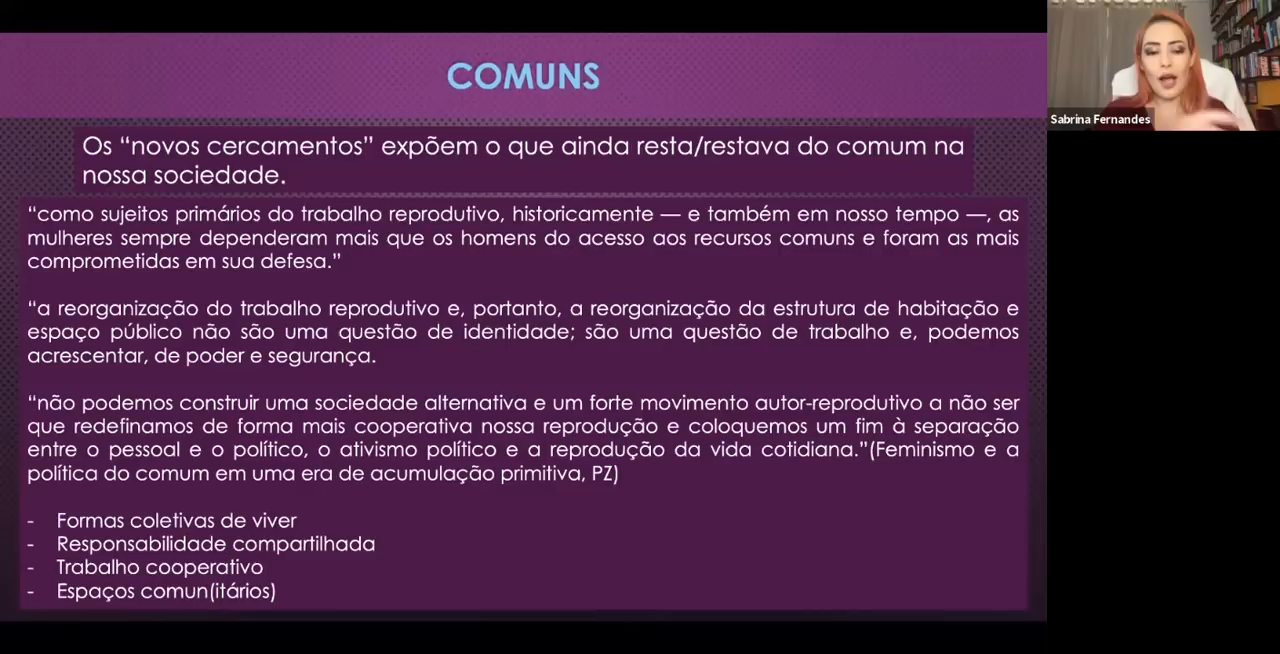 COMUNS
Sabrina Fernandes
Os “novos cercamentos” expõem o que ainda resta/restava do comum na
nossa sociedade.
“como sujeitos primários do trabalho reprodutivo, historicamente — e também em nosso tempo —, as
mulheres sempre dependeram mais que os homens do acesso aos recursos comuns e foram as mais
comprometidas em sua defesa.”
“a reorganização do trabalho reprodutivo e, portanto, a reorganização da estrutura de habitação e
espaço público não são uma questão de identidade; são uma questão de trabalho e, podemos
acrescentar, de poder e segurança.
“não podemos construir uma sociedade alternativa e um forte movimento autor-reprodutivo a não ser
que redefinamos de forma mais cooperativa nossa reprodução e coloquemos um fim à separação
entre o pessoal e o político, o ativismo político e a reprodução da vida cotidiana.”(Feminismo e a
política do comum em uma era de acumulação primitiva, PZ)
- Formas coletivas de viver
- Responsabilidade compartilhada
- Trabalho cooperativo
- Espaços comun(itários)